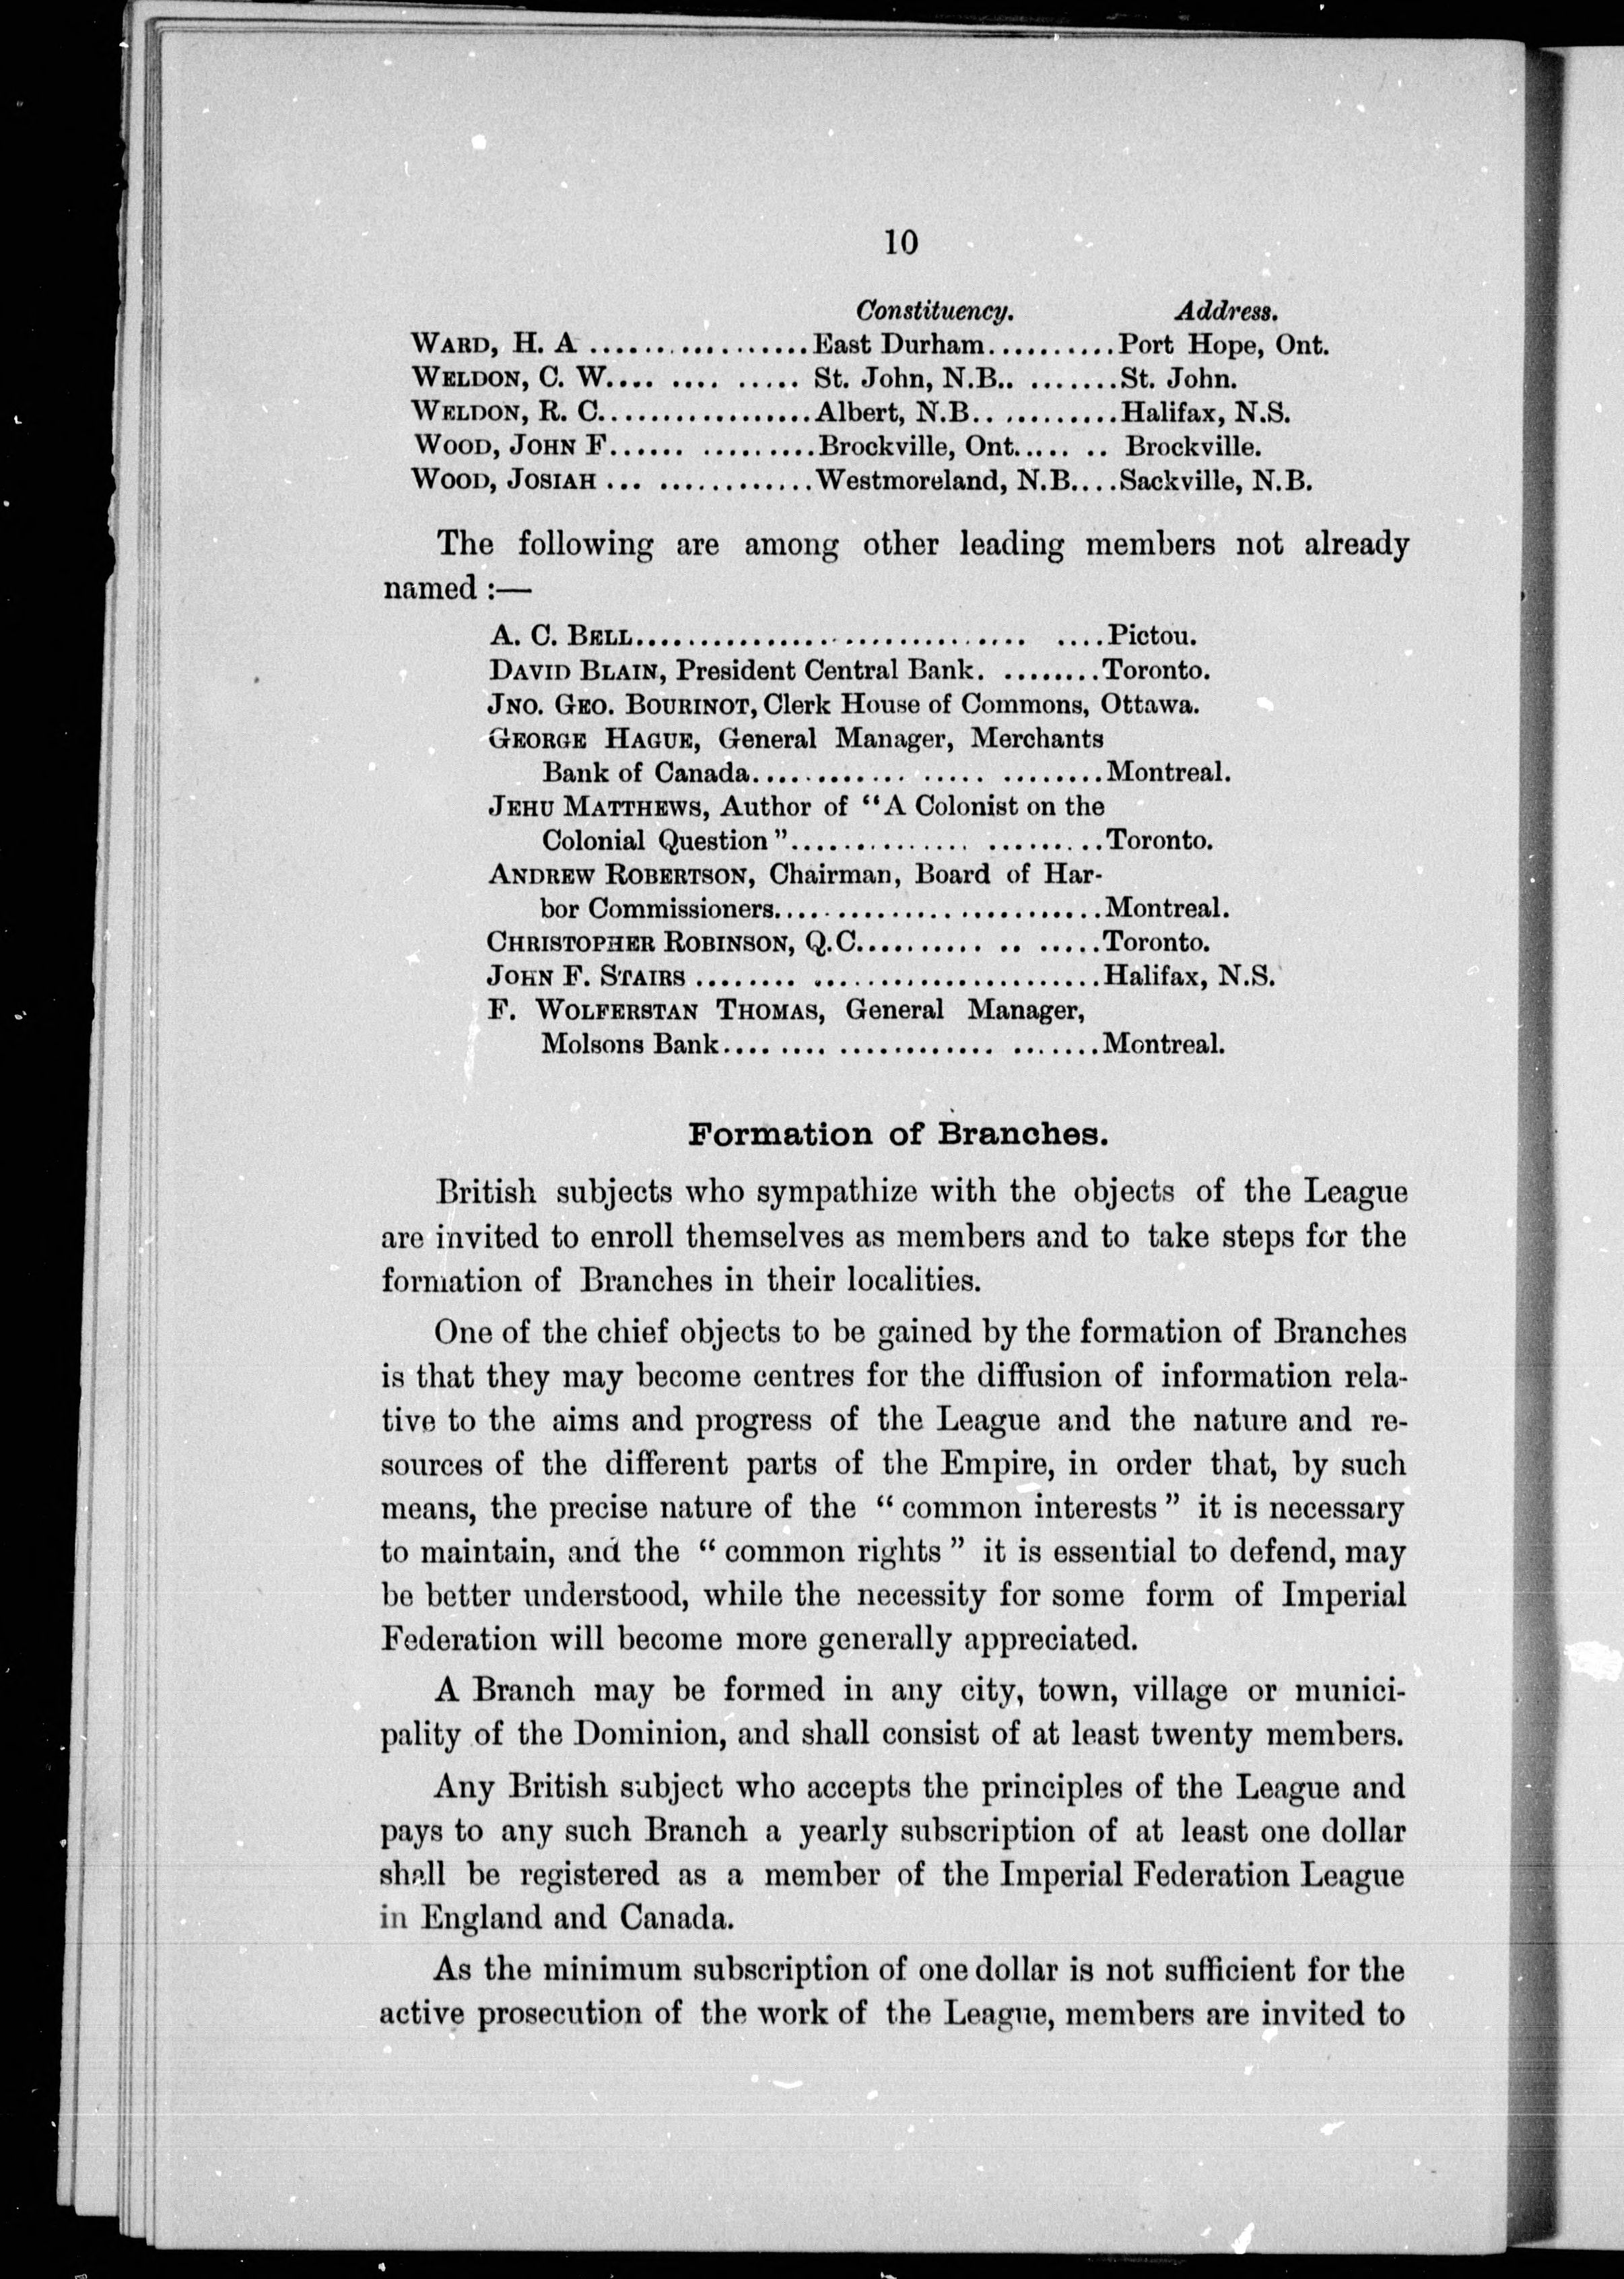 10
Constituency. Address.
WARD, H. A .................. East Durham........... Port Hope, Ont.
WELDON, C. W.... .... ..... St. John, N.B.. ....... St. John.
WELDON, R. C................. Albert, N.B.. .......... Halifax, N.S.
WOOD, JOHN F...... ......... Brockville, Ont..... .. Brockville.
WOOD, JOSIAH ... ............ Westmoreland, N.B.... Sackville, N.B.
The following are among other leading members not already
named :—
A. C. BELL.............................. .... Pictou.
DAVID BLAIN, President Central Bank. ........ Toronto.
JNO. GEO. BOURINOT, Clerk House of Commons, Ottawa.
GEORGE HAGUE, General Manager, Merchants
Bank of Canada............ ..... ........ Montreal.
JEHU MATTHEWS, Author of "A Colonist on the
Colonial Question" .............. ......... Toronto.
ANDREW ROBERTSON, Chairman, Board of Har-
bor Commissioners............. ........... Montreal.
CHRISTOPHER ROBINSON, Q.C.......... .. ..... Toronto.
JOHN F. STAIRS ........ ...................... Halifax, N.S.
F. WOLFERSTAN THOMAS, General Manager,
Molsons Bank.... .... ............ ....... Montreal.
Formation of Branches.
British subjects who sympathize with the objects of the League
are invited to enroll themselves as members and to take steps for the
formation of Branches in their localities.
One of the chief objects to be gained by the formation of Branches
is that they may become centres for the diffusion of information rela-
tive to the aims and progress of the League and the nature and re-
sources of the different parts of the Empire, in order that, by such
means, the precise nature of the " common interests " it is necessary
to maintain, and the " common rights " it is essential to defend, may
be better understood, while the necessity for some form of Imperial
Federation will become more generally appreciated.
A Branch may be formed in any city, town, village or munici-
pality of the Dominion, and shall consist of at least twenty members.
Any British subject who accepts the principles of the League and
pays to any such Branch a yearly subscription of at least one dollar
shall be registered as a member of the Imperial Federation League
in England and Canada.
As the minimum subscription of one dollar is not sufficient for the
active prosecution of the work of the League, members are invited to